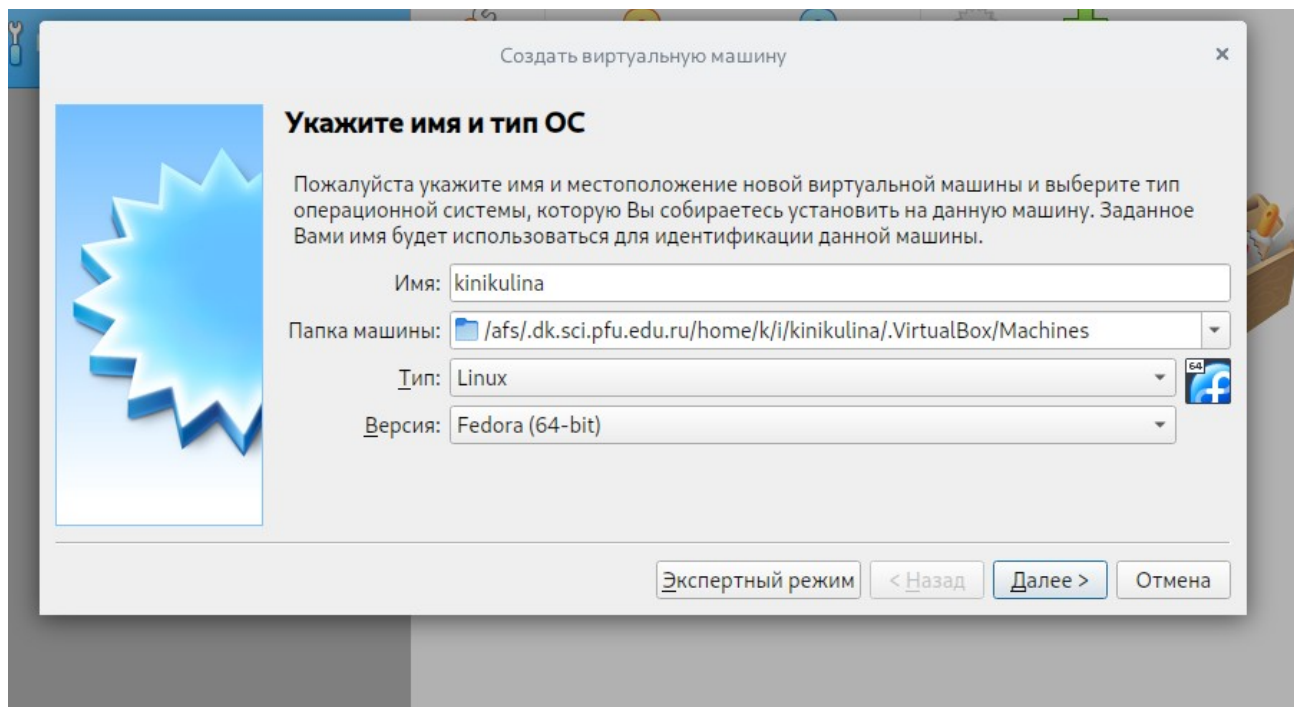 Создать виртуальную машину
Укажите имя и тип ОС
Пожалуйста укажите имя и местоположение новой виртуальной машины и выберите тип
операционной системы, которую Вы собираетесь установить на данную машину. Заданное
Вами имя будет использоваться для идентификации данной машины.
Имя: kinikulina
Папка машины: /afs/.dk.sci.pfu.edu.ru/home/k/i/kinikulina/.VirtualBox/Machines
Тип: Linux
64
Версия: Fedora (64-bit)
Экспертный режим < Назад Далее > Отмена